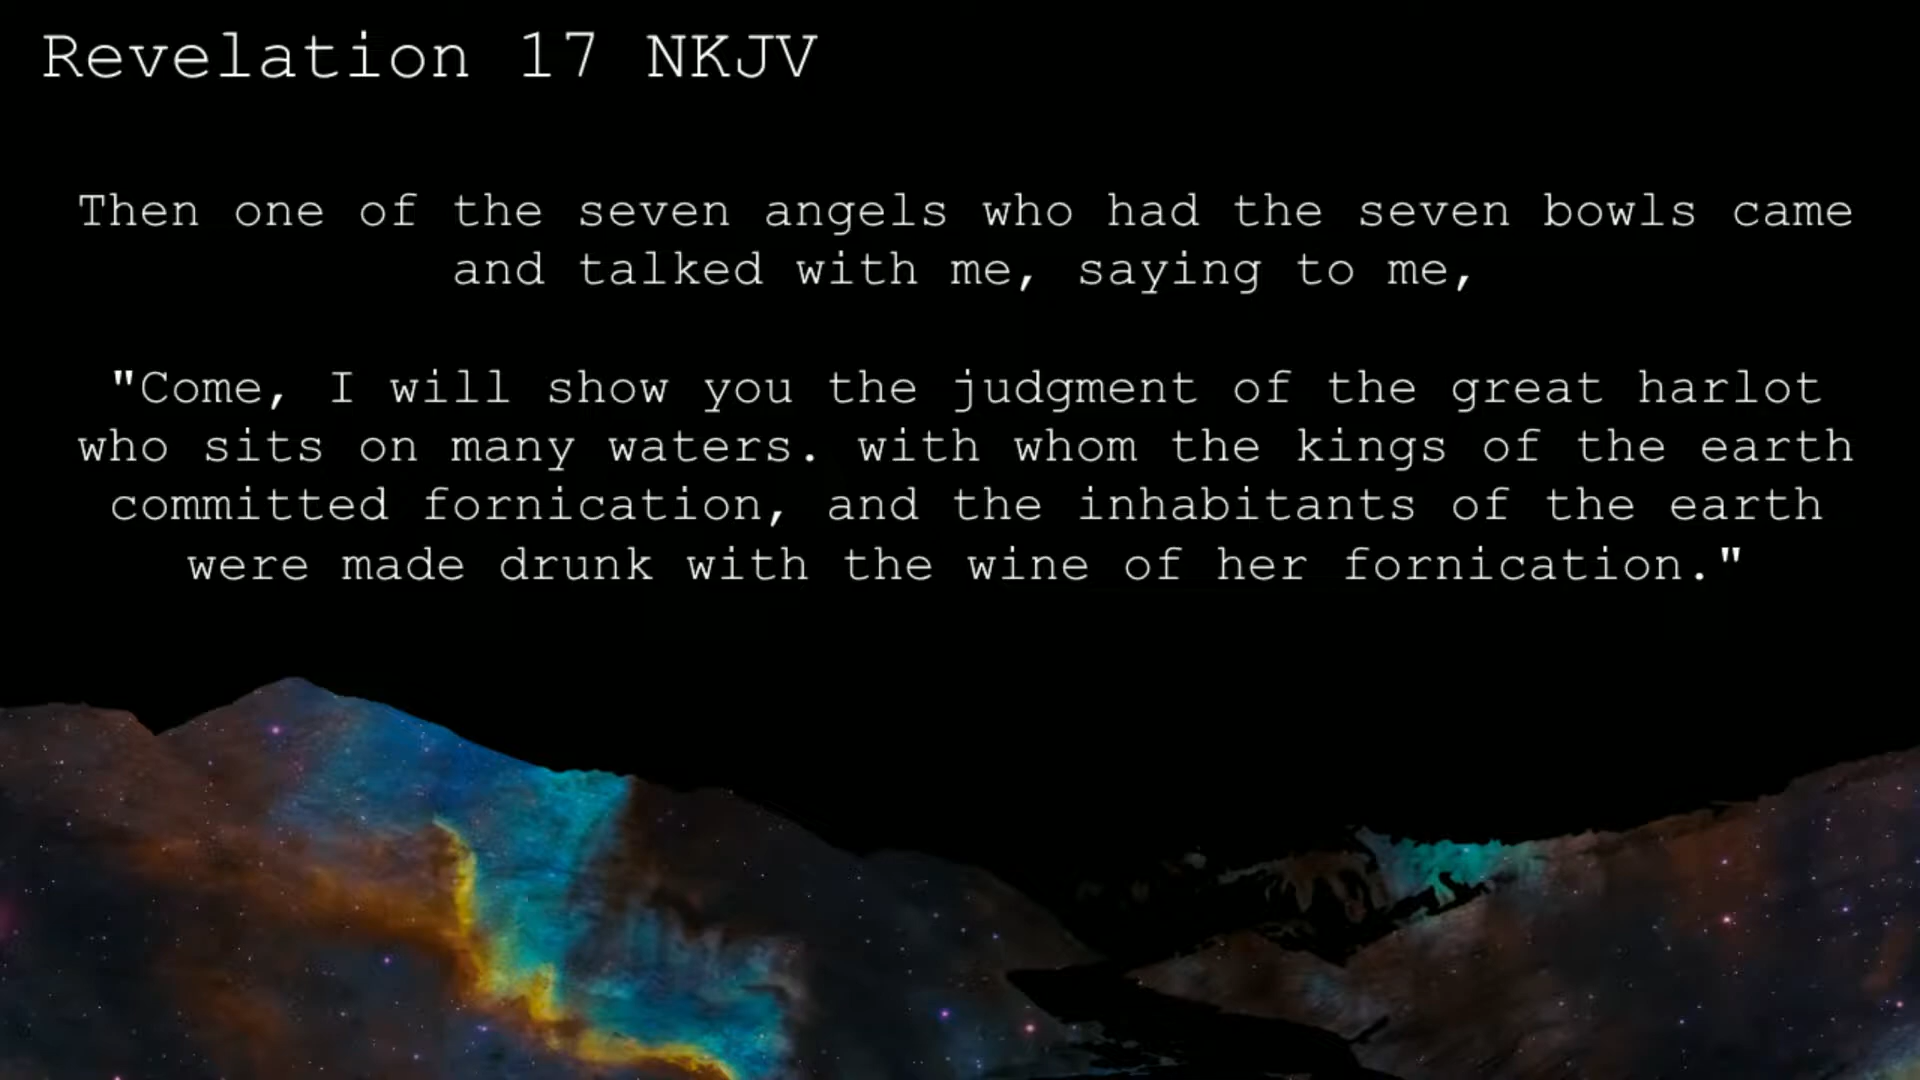 Revelation 17 NKJV
Then one of the seven angels who had the seven bowls came
and talked with me, saying to me,
"Come, I will show you the judgment of the great harlot
who sits on many waters. with whom the kings of the earth
committed fornication, and the inhabitants of the earth
were made drunk with the wine of her fornication."